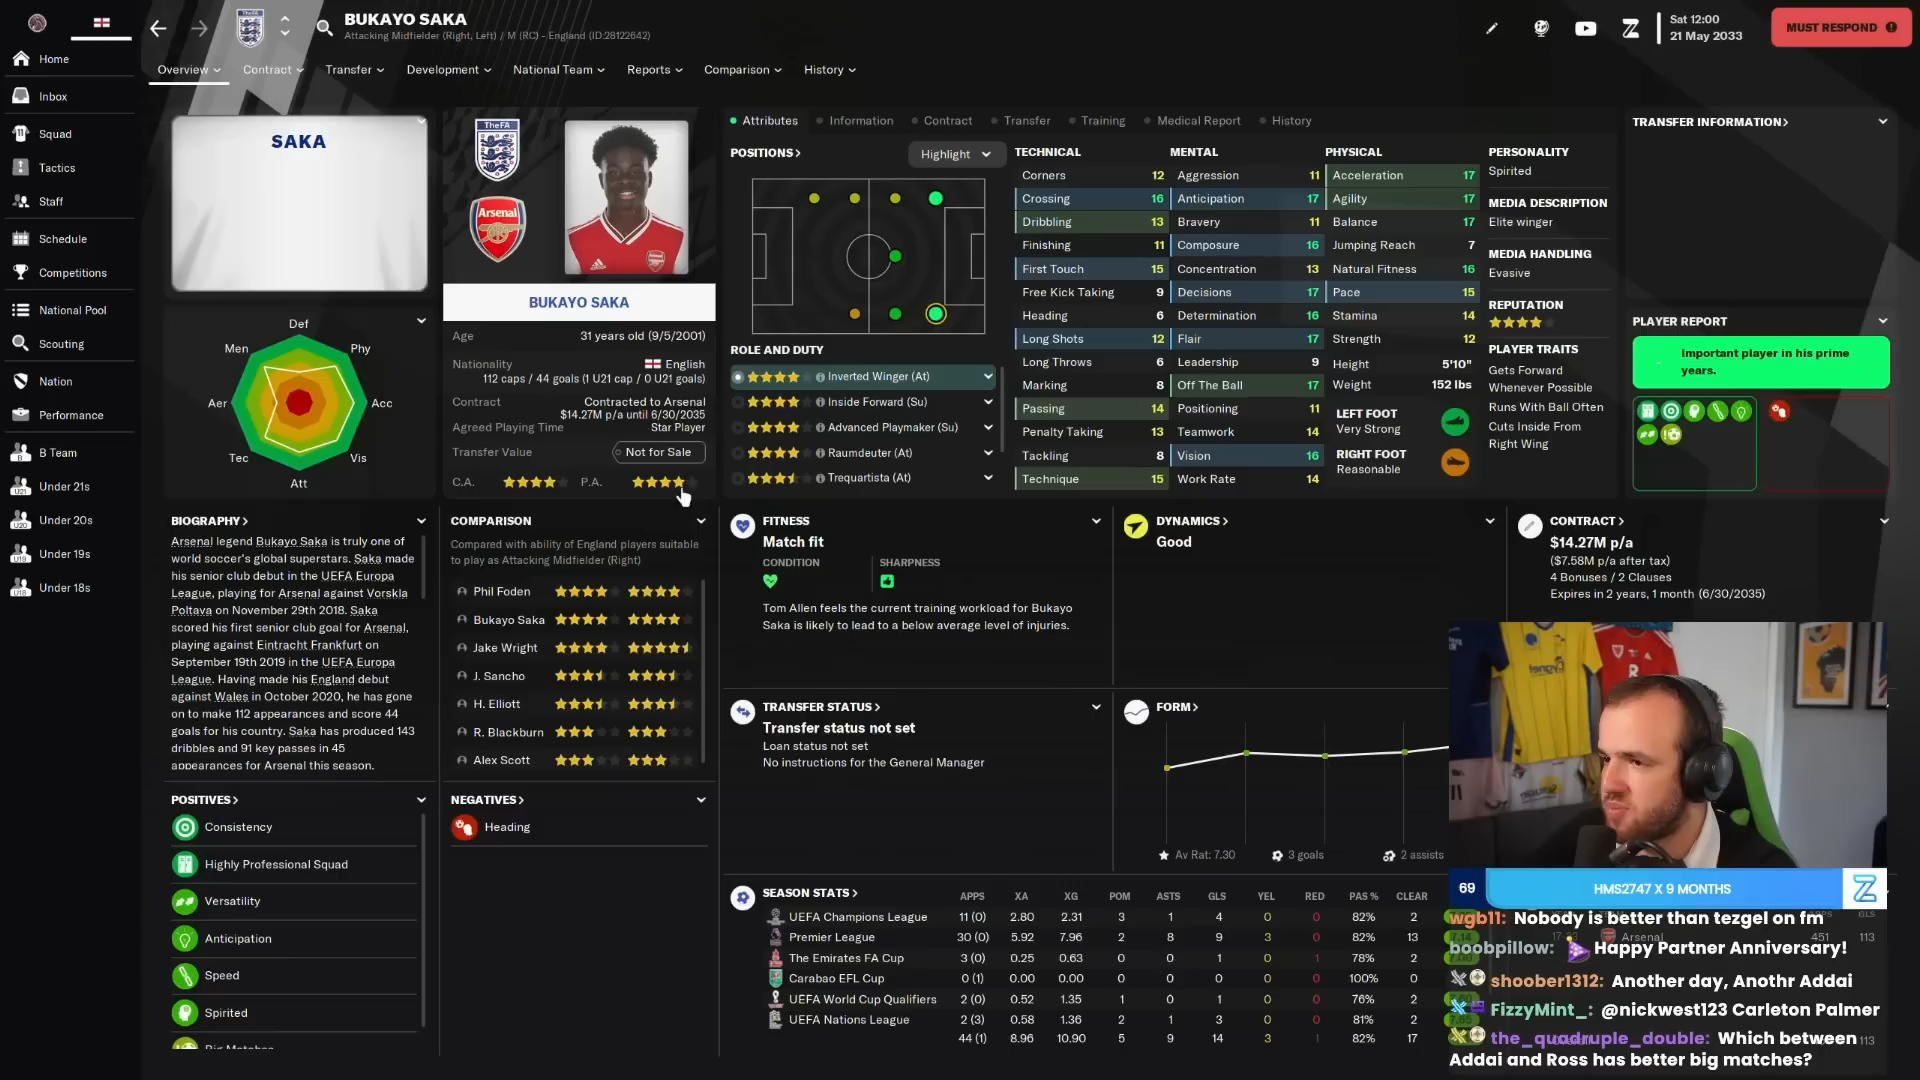 BUKAYO SAKA
Attacking Midfielder (Right, Left) / M (RC) - England (ID:28122642)
Sat 12:00
21 May 2033
MUST RESPOND
Overview
Contract
Transfer
Development
National Team
Reports
Comparison
History
Home
Inbox
Squad
Tactics
Staff
Schedule
Competitions
National Pool
Scouting
Nation
Performance
B Team
Under 21s
Under 20s
Under 19s
Under 18s
SAKA
Def
Phy
Acc
Vis
Att
Tec
Aer
Men
The FA
Arsenal
BUKAYO SAKA
Age 31 years old (9/5/2001)
Nationality English
112 caps / 44 goals (1 U21 cap / 0 U21 goals)
Contract Contracted to Arsenal
$14.27M p/a until 6/30/2035
Agreed Playing Time Star Player
Transfer Value Not for Sale
C.A. P.A.
Attributes
Information
Contract
Transfer
Training
Medical Report
History
POSITIONS>
Highlight
ROLE AND DUTY
Inverted Winger (At)
Inside Forward (Su)
Advanced Playmaker (Su)
Raumdeuter (At)
Trequartista (At)
TECHNICAL
Corners 12
Crossing 16
Dribbling 13
Finishing 11
First Touch 15
Free Kick Taking 9
Heading 6
Long Shots 12
Long Throws 6
Marking 8
Passing 14
Penalty Taking 13
Tackling 8
Technique 15
MENTAL
Aggression 11
Anticipation 17
Bravery 11
Composure 16
Concentration 13
Decisions 17
Determination 16
Flair 17
Leadership 9
Off The Ball 17
Positioning 11
Teamwork 14
Vision 16
Work Rate 14
PHYSICAL
Acceleration 17
Agility 17
Balance 17
Jumping Reach 7
Natural Fitness 16
Pace 15
Stamina 14
Strength 12
Height 5'10"
Weight 152 lbs
LEFT FOOT
Very Strong
RIGHT FOOT
Reasonable
PERSONALITY
Spirited
MEDIA DESCRIPTION
Elite winger
MEDIA HANDLING
Evasive
REPUTATION
PLAYER TRAITS
Gets Forward
Whenever Possible
Runs With Ball Often
Cuts Inside From
Right Wing
TRANSFER INFORMATION>
PLAYER REPORT
Important player in his prime
years.
BIOGRAPHY>
Arsenal legend Bukayo Saka is truly one of
world soccer's global superstars. Saka made
his senior club debut in the UEFA Europa
League, playing for Arsenal against Vorskla
Poltava on November 29th 2018. Saka
scored his first senior club goal for Arsenal,
playing against Eintracht Frankfurt on
September 19th 2019 in the UEFA Europa
League. Having made his England debut
against Wales in October 2020, he has gone
on to make 112 appearances and score 44
goals for his country. Saka has produced 143
dribbles and 91 key passes in 45
appearances for Arsenal this season.
COMPARISON
Compared with ability of England players suitable
to play as Attacking Midfielder (Right)
Phil Foden
Bukayo Saka
Jake Wright
J. Sancho
H. Elliott
R. Blackburn
Alex Scott
FITNESS
Match fit
CONDITION
SHARPNESS
Tom Allen feels the current training workload for Bukayo
Saka is likely to lead to a below average level of injuries.
DYNAMICS>
Good
CONTRACT>
$14.27M p/a
($7.58M p/a after tax)
4 Bonuses / 2 Clauses
Expires in 2 years, 1 month (6/30/2035)
TRANSFER STATUS>
Transfer status not set
Loan status not set
No instructions for the General Manager
FORM>
Av Rat: 7.30
3 goals
2 assists
POSITIVES>
Consistency
Highly Professional Squad
Versatility
Anticipation
Speed
Spirited
Big Matches
NEGATIVES>
Heading
SEASON STATS> APPS XA XG POM ASTS GLS YEL RED PAS % CLEAR
UEFA Champions League 11 (0) 2.80 2.31 3 1 4 0 0 82% 2
Premier League 30 (0) 5.92 7.96 2 8 9 3 0 82% 13
The Emirates FA Cup 3 (0) 0.25 0.63 0 0 1 0 1 78% 2
Carabao EFL Cup 0 (1) 0.00 0.00 0 0 0 0 0 100% 0
UEFA World Cup Qualifiers 2 (0) 0.52 1.35 1 0 1 0 0 76% 2
UEFA Nations League 2 (3) 0.58 1.36 2 1 3 0 0 81% 2
44 (1) 8.96 10.90 5 9 14 3 1 82% 17
69
HMS2747 X 9 MONTHS
wgb11: Nobody is better than tezgel on fm
Arsenal 451 113
boobpillow: Happy Partner Anniversary!
shoober1312: Another day, Anothr Addai
FizzyMint_: @nickwest123 Carleton Palmer
the_quadruple_double: Which between
Addai and Ross has better big matches?
113